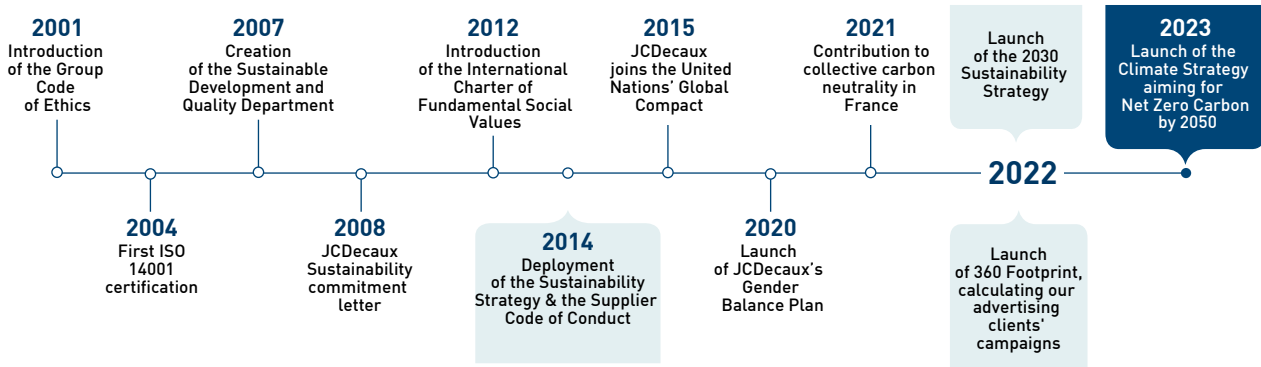 2001
Introduction
of the Group
Code
of Ethics
2004
First ISO
14001
certification
2007
Creation
of the Sustainable
Development and
Quality Department
2008
JCDecaux
Sustainability
commitment
letter
2012
Introduction
of the International
Charter of
Fundamental Social
Values
2014
Deployment
of the Sustainability
Strategy & the Supplier
Code of Conduct
2015
JCDecaux
joins the United
Nations' Global
Compact
2020
Launch
of JCDecaux’s
Gender
Balance Plan
2021
Contribution to
collective carbon
neutrality in
France
Launch
of the 2030
Sustainability
Strategy
2022
Launch
of 360 Footprint,
calculating our
advertising
clients'
campaigns
2023
Launch of the
Climate Strategy
aiming for
Net Zero Carbon
by 2050